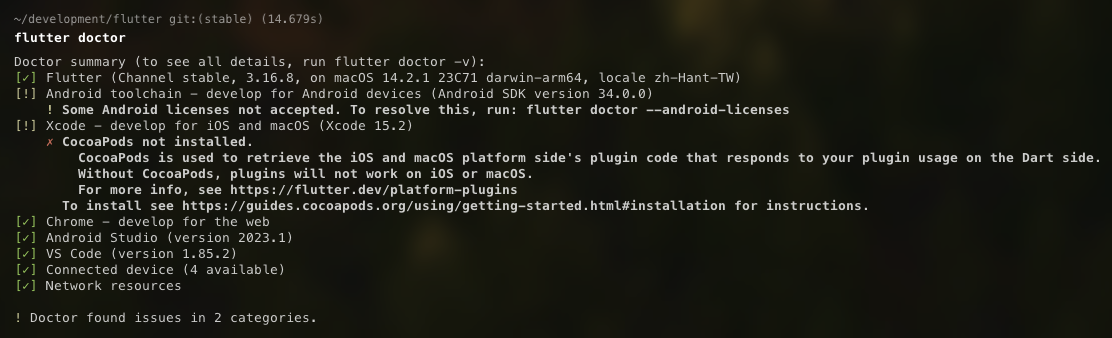 ~/development/flutter git:(stable) (14.679s)
flutter doctor
Doctor summary (to see all details, run flutter doctor -v):
[✓] Flutter (Channel stable, 3.16.8, on macOS 14.2.1 23C71 darwin-arm64, locale zh-Hant-TW)
[!] Android toolchain - develop for Android devices (Android SDK version 34.0.0)
    ! Some Android licenses not accepted. To resolve this, run: flutter doctor --android-licenses
[!] Xcode - develop for iOS and macOS (Xcode 15.2)
    ✗ CocoaPods not installed.
        CocoaPods is used to retrieve the iOS and macOS platform side's plugin code that responds to your plugin usage on the Dart side.
        Without CocoaPods, plugins will not work on iOS or macOS.
        For more info, see https://flutter.dev/platform-plugins
      To install see https://guides.cocoapods.org/using/getting-started.html#installation for instructions.
[✓] Chrome - develop for the web
[✓] Android Studio (version 2023.1)
[✓] VS Code (version 1.85.2)
[✓] Connected device (4 available)
[✓] Network resources
! Doctor found issues in 2 categories.